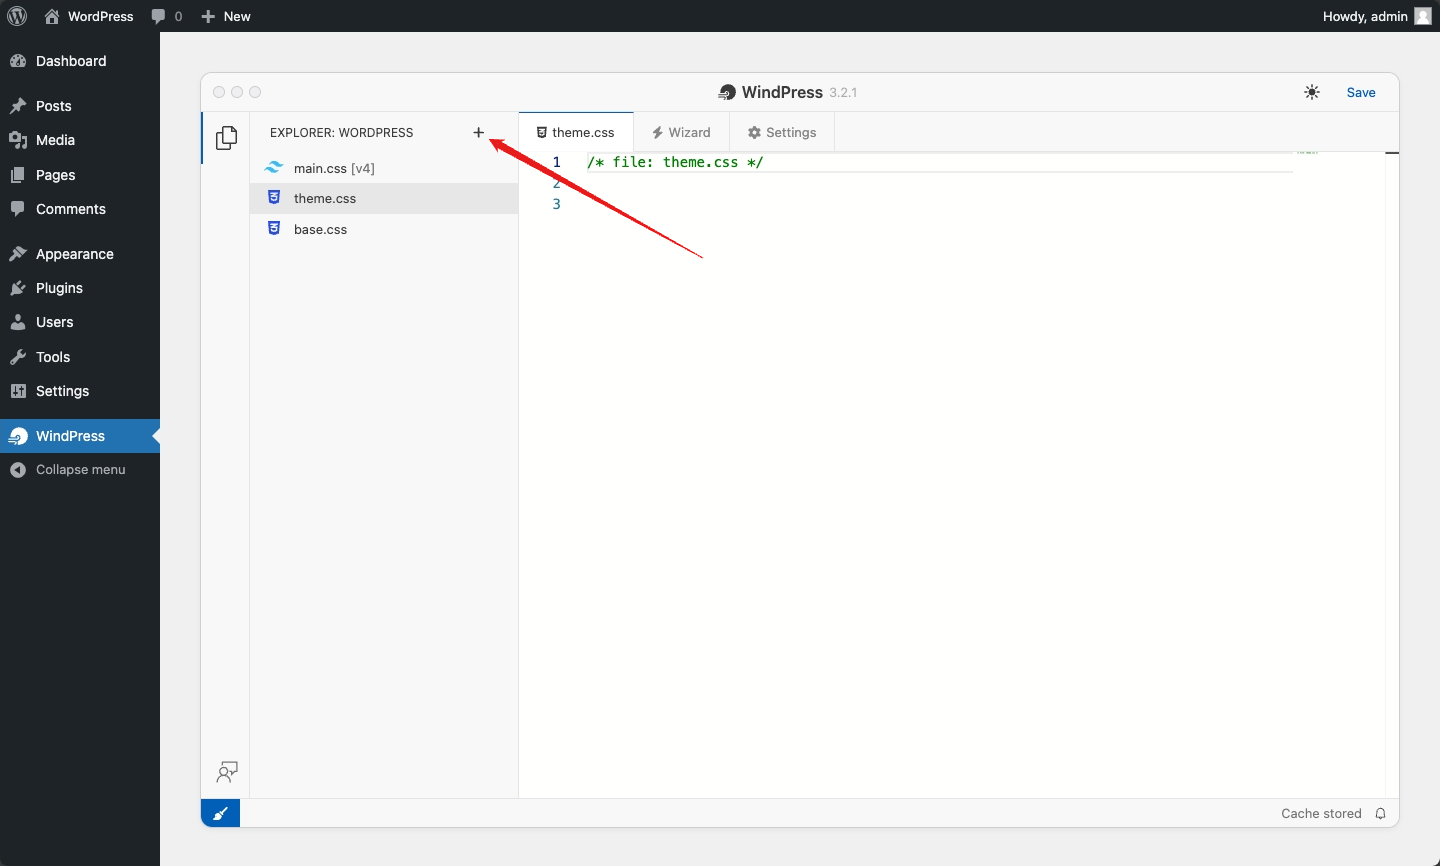 WordPress 0 New Howdy, admin
Dashboard
Posts
Media
Pages
Comments
Appearance
Plugins
Users
Tools
Settings
WindPress
Collapse menu
WindPress 3.2.1 Save
EXPLORER: WORDPRESS
main.css [v4]
theme.css
base.css
theme.css Wizard Settings
1 /* file: theme.css */
2
3
Cache stored